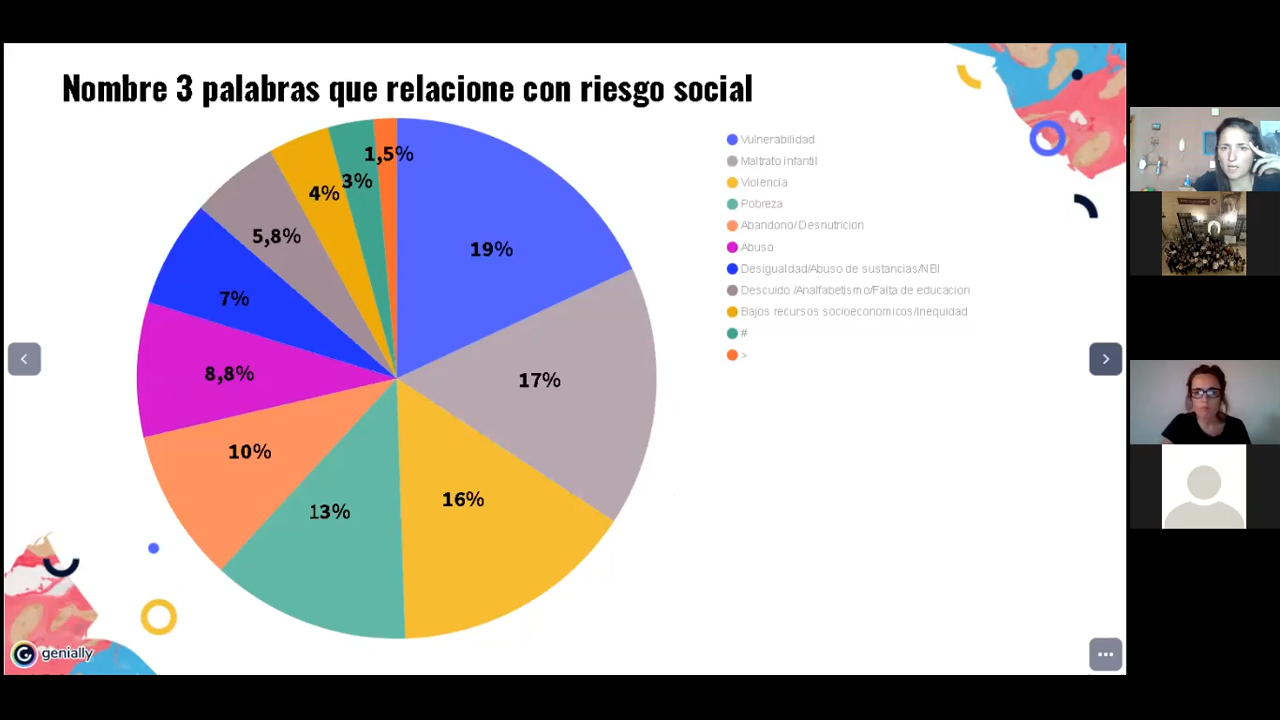 Nombre 3 palabras que relacione con riesgo social
1,5%
3%
4%
5,8%
19%
7%
8,8%
17%
10%
16%
13%
Vulnerabilidad
Maltrato infantil
Violencia
Pobreza
Abandono/ Desnutricion
Abuso
Desigualdad/Abuso de sustancias/NBI
Descuido /Analfabetismo/Falta de educacion
Bajos recursos socioeconomicos/Inequidad
#
>
genially